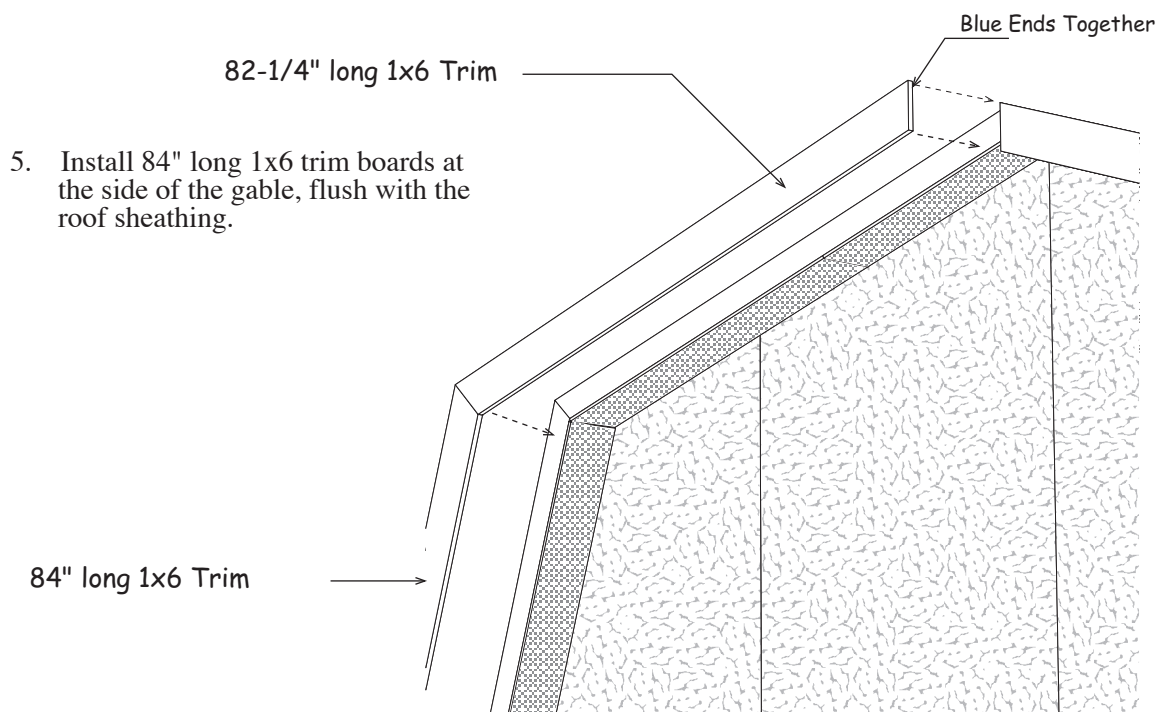 Blue Ends Together
82-1/4" long 1x6 Trim
5. Install 84" long 1x6 trim boards at
the side of the gable, flush with the
roof sheathing.
84" long 1x6 Trim